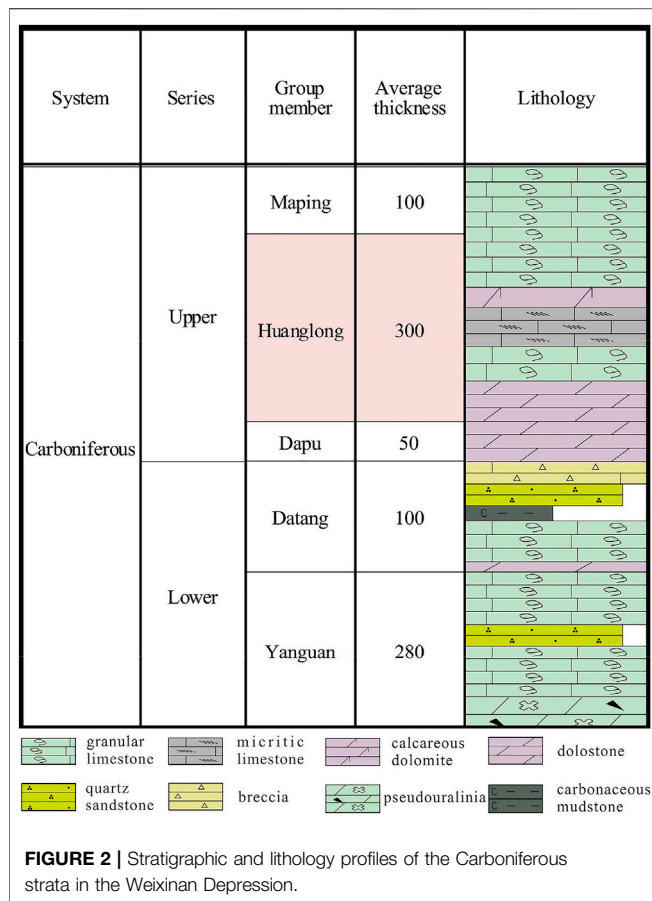 System
Series
Group
member
Average
thickness
Lithology
Carboniferous
Upper
Lower
Maping
100
Huanglong
300
Dapu
50
Datang
100
Yanguan
280
granular
limestone
micritic
limestone
calcareous
dolomite
dolostone
quartz
sandstone
breccia
pseudouralinia
carbonaceous
mudstone
FIGURE 2 | Stratigraphic and lithology profiles of the Carboniferous
strata in the Weixinan Depression.